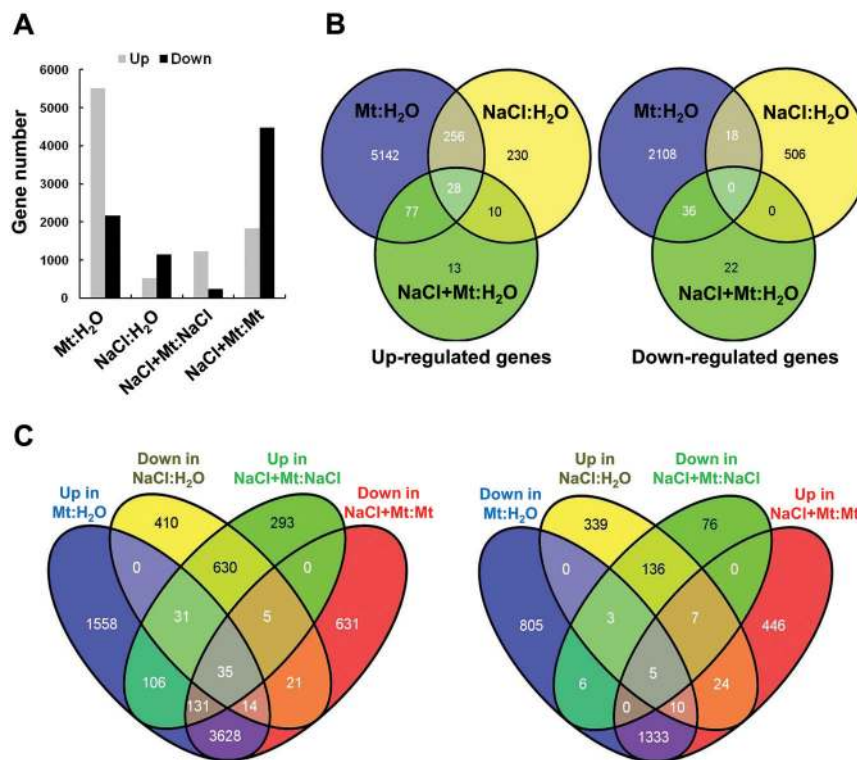 A
Up Down
6000
5000
4000
3000
2000
1000
0
Gene number
Mt:H₂O
NaCl:H₂O
NaCl+Mt:NaCl
NaCl+Mt:Mt
B
Mt:H₂O
NaCl:H₂O
256
5142
230
28
77
10
13
NaCl+Mt:H₂O
Up-regulated genes
Mt:H₂O
NaCl:H₂O
18
2108
506
0
36
0
22
NaCl+Mt:H₂O
Down-regulated genes
C
Up in
Mt:H₂O
Down in
NaCl:H₂O
Up in
NaCl+Mt:NaCl
Down in
NaCl+Mt:Mt
410
293
0
630
0
1558
31
5
631
35
106
21
131
14
3628
Down in
Mt:H₂O
Up in
NaCl:H₂O
Down in
NaCl+Mt:NaCl
Up in
NaCl+Mt:Mt
339
76
0
136
0
805
3
7
446
5
6
24
0
10
1333